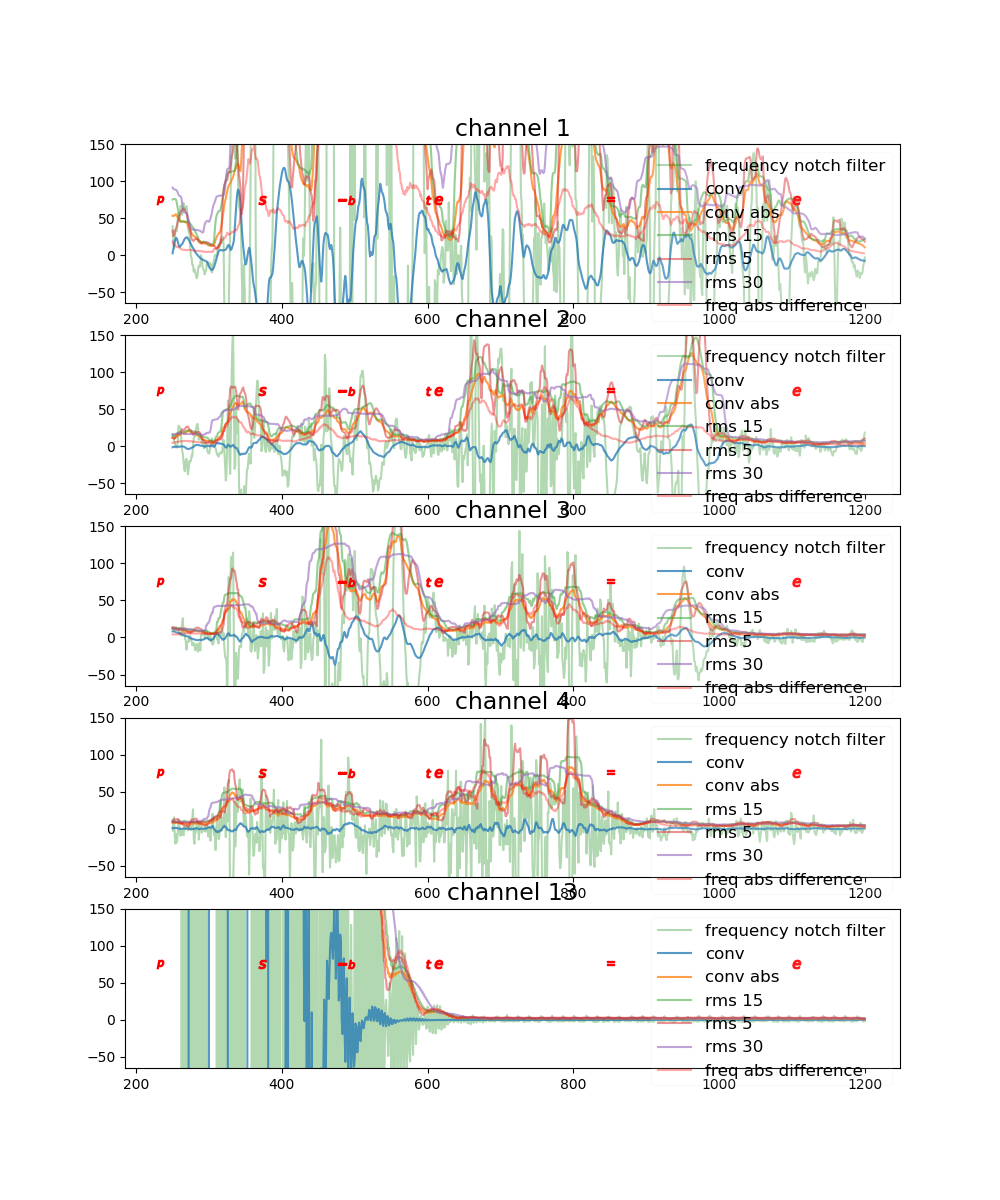 channel 1
150
100
50
0
−50
p s −b t e = e
frequency notch filter
conv
conv abs
rms 15
rms 5
rms 30
freq abs difference
200 400 600 800 1000 1200
channel 2
150
100
50
0
−50
p s −b t e = e
frequency notch filter
conv
conv abs
rms 15
rms 5
rms 30
freq abs difference
200 400 600 800 1000 1200
channel 3
150
100
50
0
−50
p s −b t e = e
frequency notch filter
conv
conv abs
rms 15
rms 5
rms 30
freq abs difference
200 400 600 800 1000 1200
channel 4
150
100
50
0
−50
p s −b t e = e
frequency notch filter
conv
conv abs
rms 15
rms 5
rms 30
freq abs difference
200 400 600 800 1000 1200
channel 13
150
100
50
0
−50
p s −b t e = e
frequency notch filter
conv
conv abs
rms 15
rms 5
rms 30
freq abs difference
200 400 600 800 1000 1200